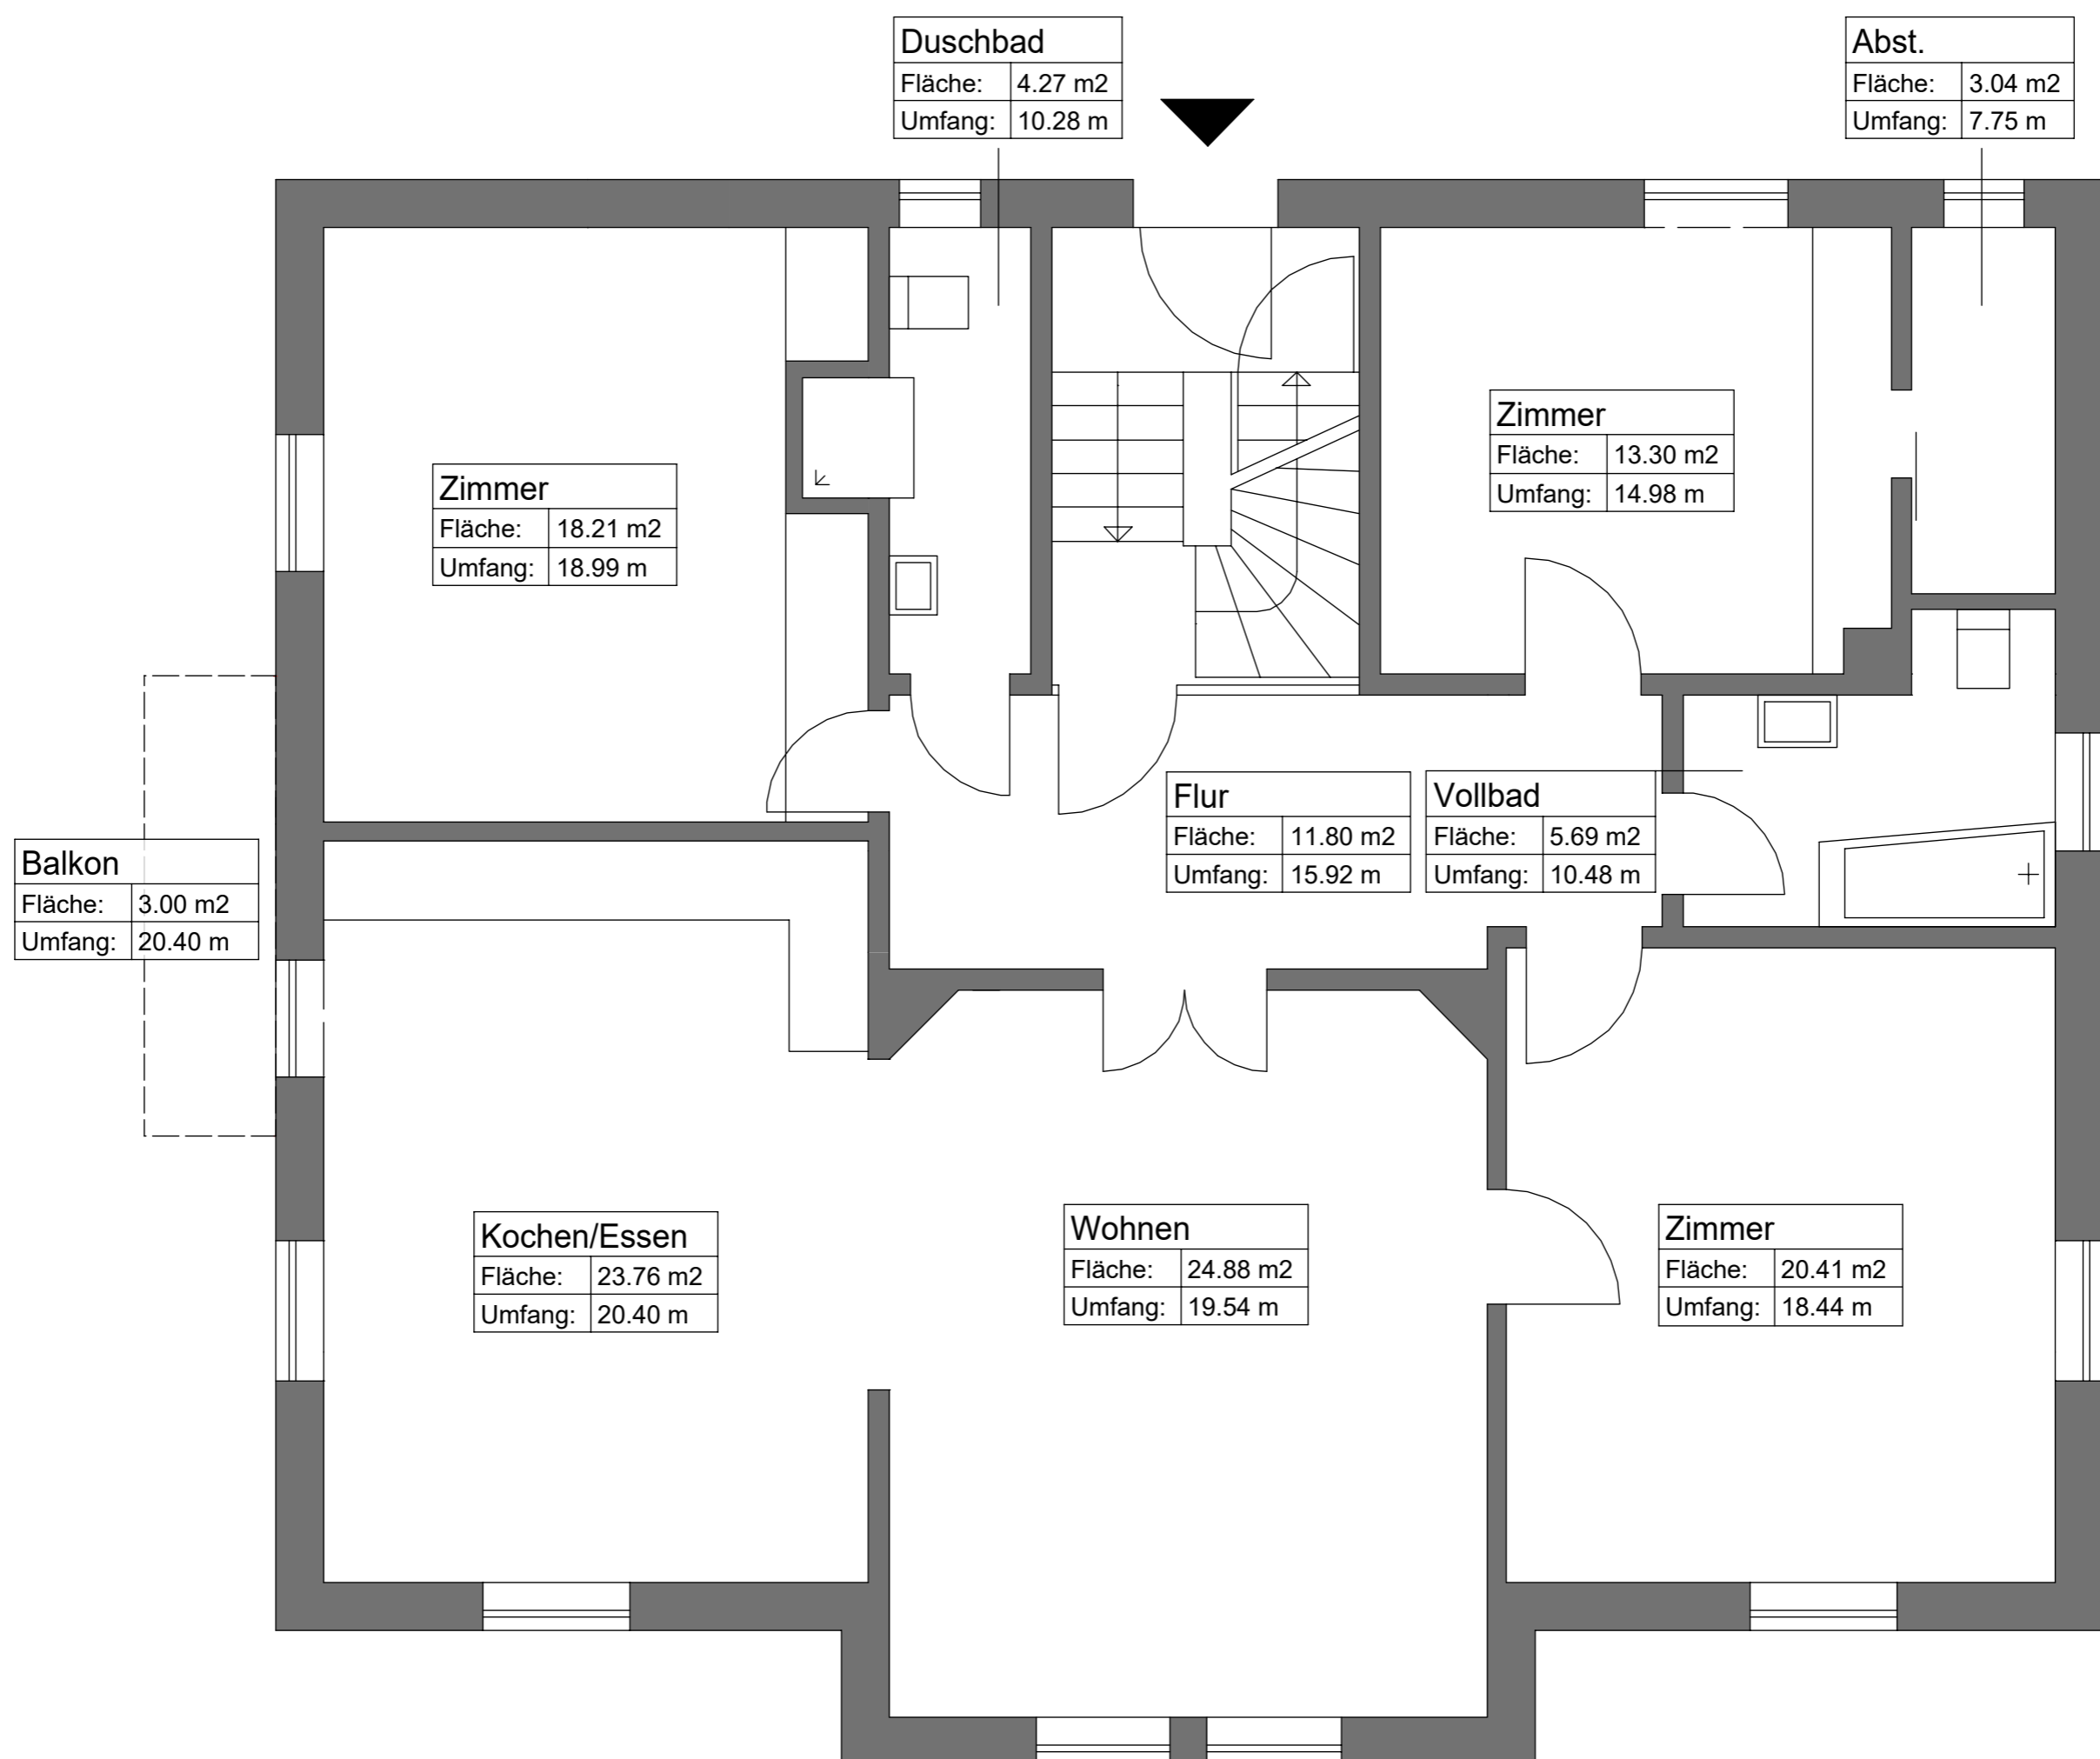 Duschbad
Fläche: 4.27 m2
Umfang: 10.28 m
Abst.
Fläche: 3.04 m2
Umfang: 7.75 m
Zimmer
Fläche: 13.30 m2
Umfang: 14.98 m
Zimmer
Fläche: 18.21 m2
Umfang: 18.99 m
Flur
Fläche: 11.80 m2
Umfang: 15.92 m
Vollbad
Fläche: 5.69 m2
Umfang: 10.48 m
Balkon
Fläche: 3.00 m2
Umfang: 20.40 m
Kochen/Essen
Fläche: 23.76 m2
Umfang: 20.40 m
Wohnen
Fläche: 24.88 m2
Umfang: 19.54 m
Zimmer
Fläche: 20.41 m2
Umfang: 18.44 m